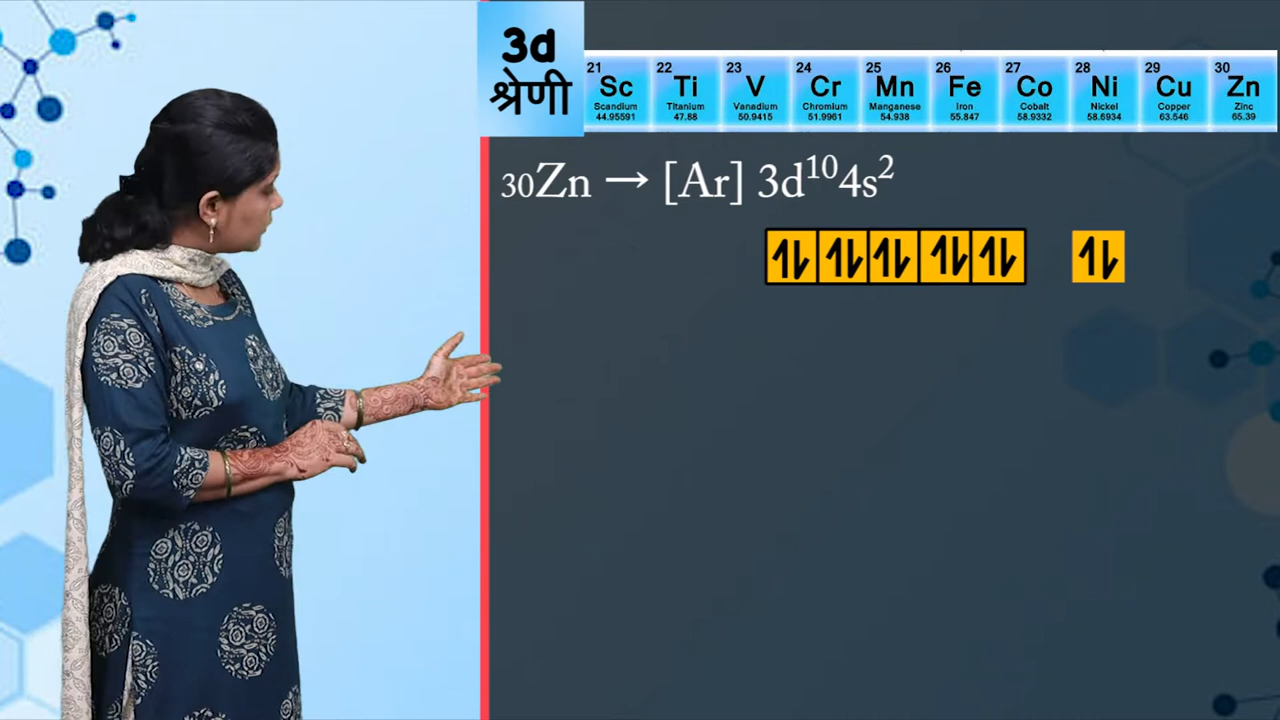 3d
श्रेणी
21 22 23 24 25 26 27 28 29 30
Sc Ti V Cr Mn Fe Co Ni Cu Zn
Scandium Titanium Vanadium Chromium Manganese Iron Cobalt Nickel Copper Zinc
44.95591 47.88 50.9415 51.9961 54.938 55.847 58.9332 58.6934 63.546 65.39
₃₀Zn → [Ar] 3d¹⁰4s²
⥮ ⥮ ⥮ ⥮ ⥮ ⥮